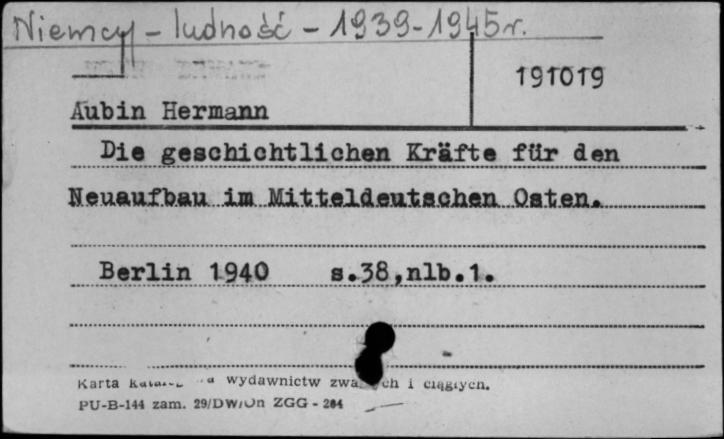 Niemcy - ludność - 1939-1945r.
191019
Aubin Hermann
Die geschichtlichen Kräfte für den
Neuaufbau im Mitteldeutschen Osten.
Berlin 1940 s.38,nlb.1.
Karta wydawnictw i ciągłych.
PU-B-144 zam. 29/DW/On ZGG - 284